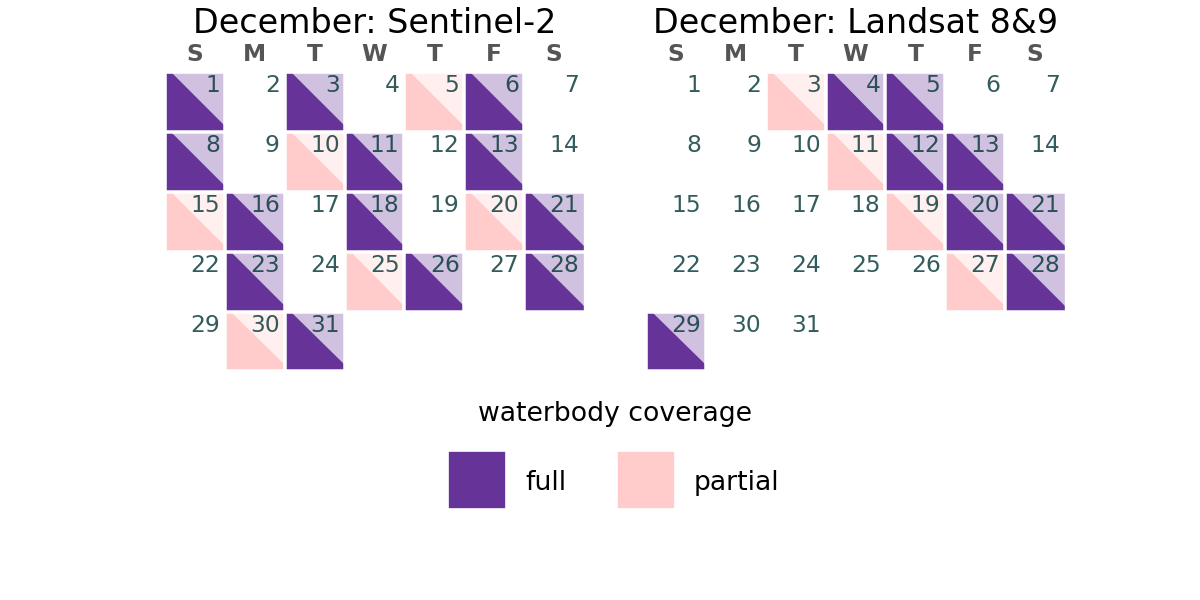 December: Sentinel-2
S M T W T F S
1 2 3 4 5 6 7
8 9 10 11 12 13 14
15 16 17 18 19 20 21
22 23 24 25 26 27 28
29 30 31
December: Landsat 8&9
S M T W T F S
1 2 3 4 5 6 7
8 9 10 11 12 13 14
15 16 17 18 19 20 21
22 23 24 25 26 27 28
29 30 31
waterbody coverage
full partial